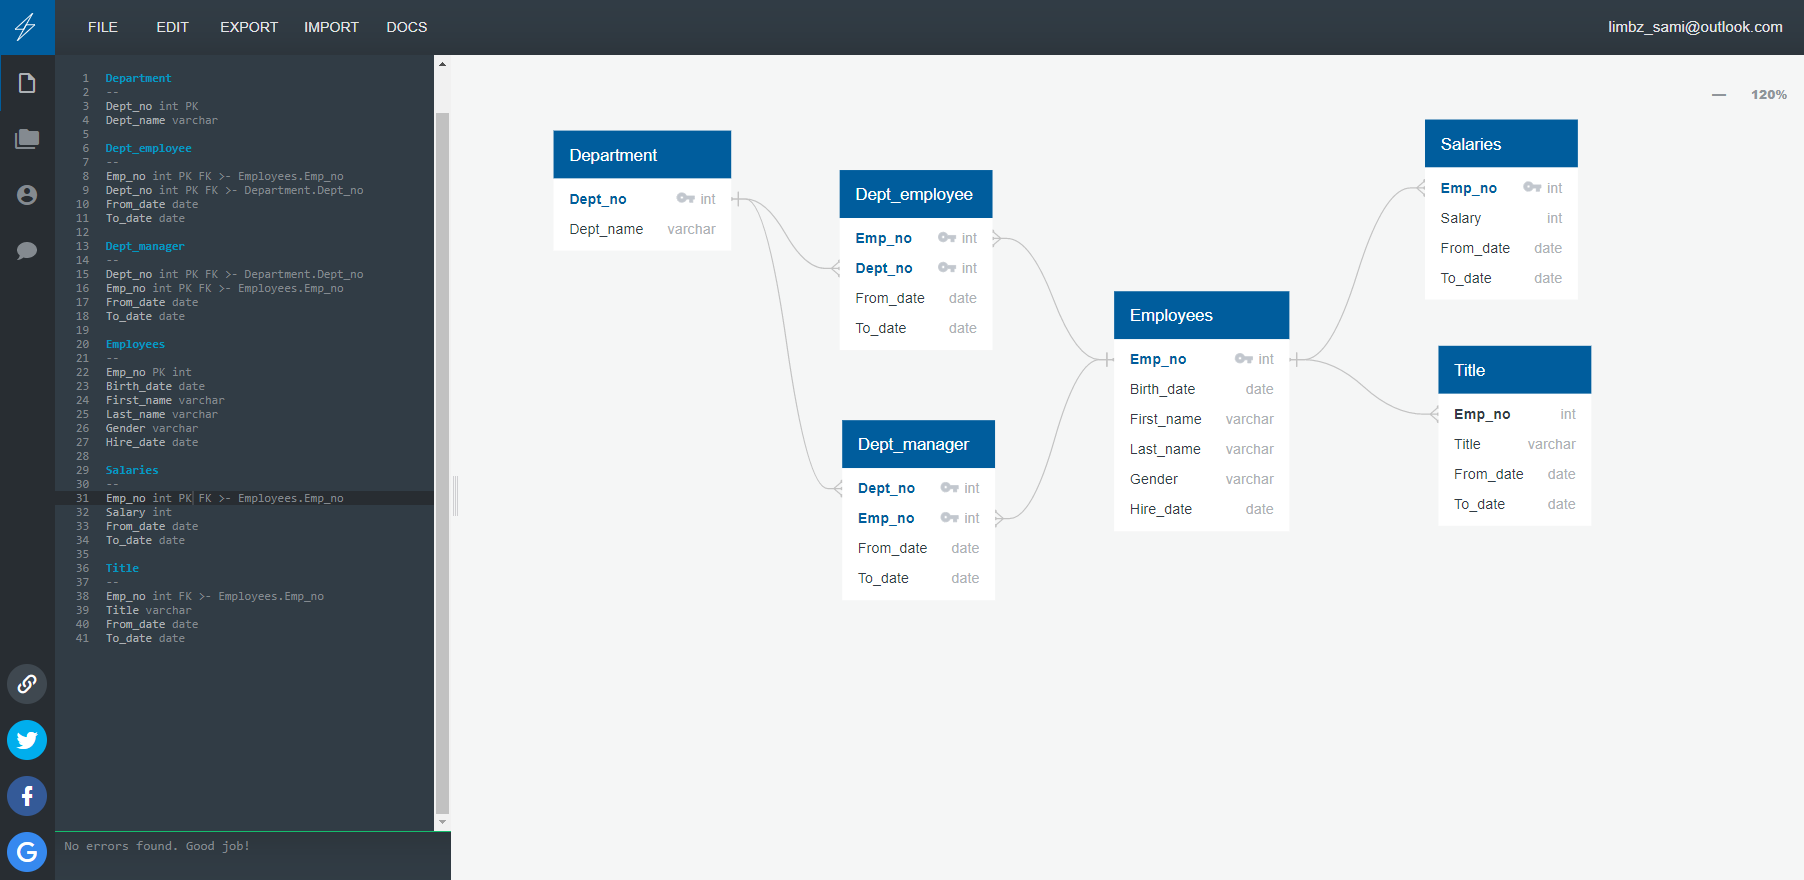 FILE EDIT EXPORT IMPORT DOCS limbz_sami@outlook.com
1 Department
2 --
3 Dept_no int PK
4 Dept_name varchar
5
6 Dept_employee
7 --
8 Emp_no int PK FK >- Employees.Emp_no
9 Dept_no int PK FK >- Department.Dept_no
10 From_date date
11 To_date date
12
13 Dept_manager
14 --
15 Dept_no int PK FK >- Department.Dept_no
16 Emp_no int PK FK >- Employees.Emp_no
17 From_date date
18 To_date date
19
20 Employees
21 --
22 Emp_no PK int
23 Birth_date date
24 First_name varchar
25 Last_name varchar
26 Gender varchar
27 Hire_date date
28
29 Salaries
30 --
31 Emp_no int PK FK >- Employees.Emp_no
32 Salary int
33 From_date date
34 To_date date
35
36 Title
37 --
38 Emp_no int FK >- Employees.Emp_no
39 Title varchar
40 From_date date
41 To_date date
No errors found. Good job!
120%
Department
Dept_no int
Dept_name varchar
Dept_employee
Emp_no int
Dept_no int
From_date date
To_date date
Dept_manager
Dept_no int
Emp_no int
From_date date
To_date date
Employees
Emp_no int
Birth_date date
First_name varchar
Last_name varchar
Gender varchar
Hire_date date
Salaries
Emp_no int
Salary int
From_date date
To_date date
Title
Emp_no int
Title varchar
From_date date
To_date date